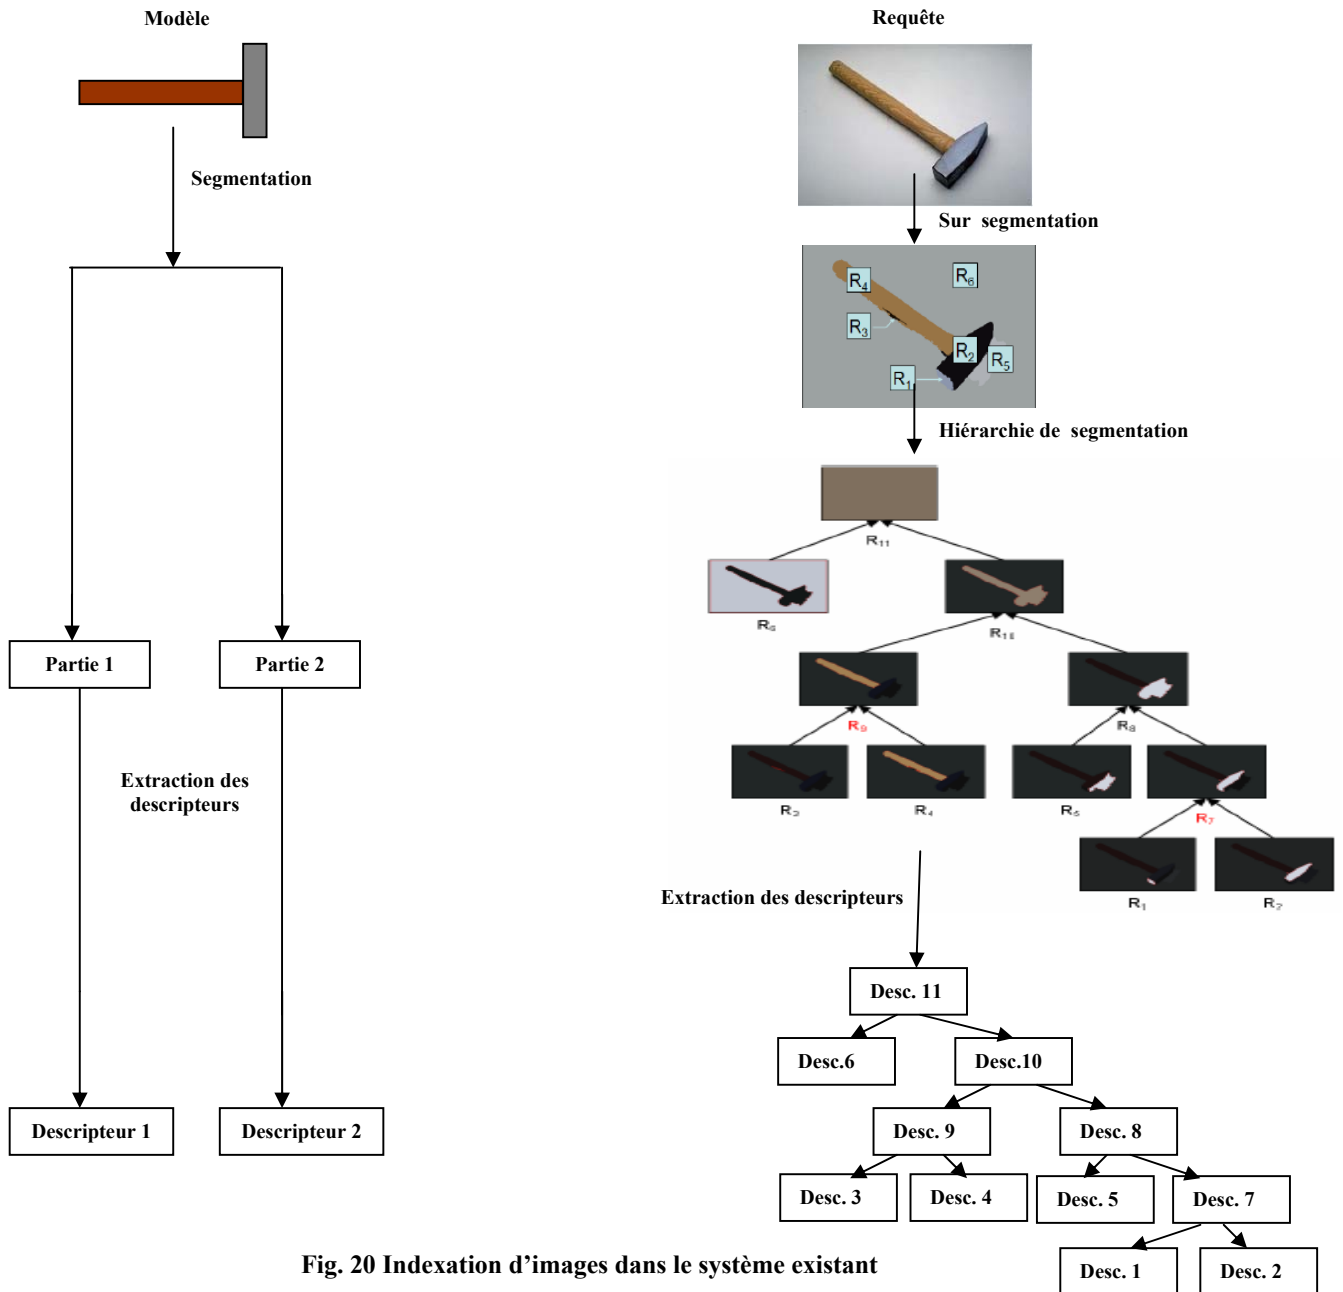 Modèle
Requête
Segmentation
Sur segmentation
R4
R6
R3
R2
R5
R1
Hiérarchie de segmentation
R11
R6
R10
R9
R8
R3
R4
R5
R7
R1
R2
Partie 1
Partie 2
Extraction des
descripteurs
Extraction des descripteurs
Desc. 11
Desc.6
Desc.10
Descripteur 1
Descripteur 2
Desc. 9
Desc. 8
Desc. 3
Desc. 4
Desc. 5
Desc. 7
Desc. 1
Desc. 2
Fig. 20 Indexation d’images dans le système existant